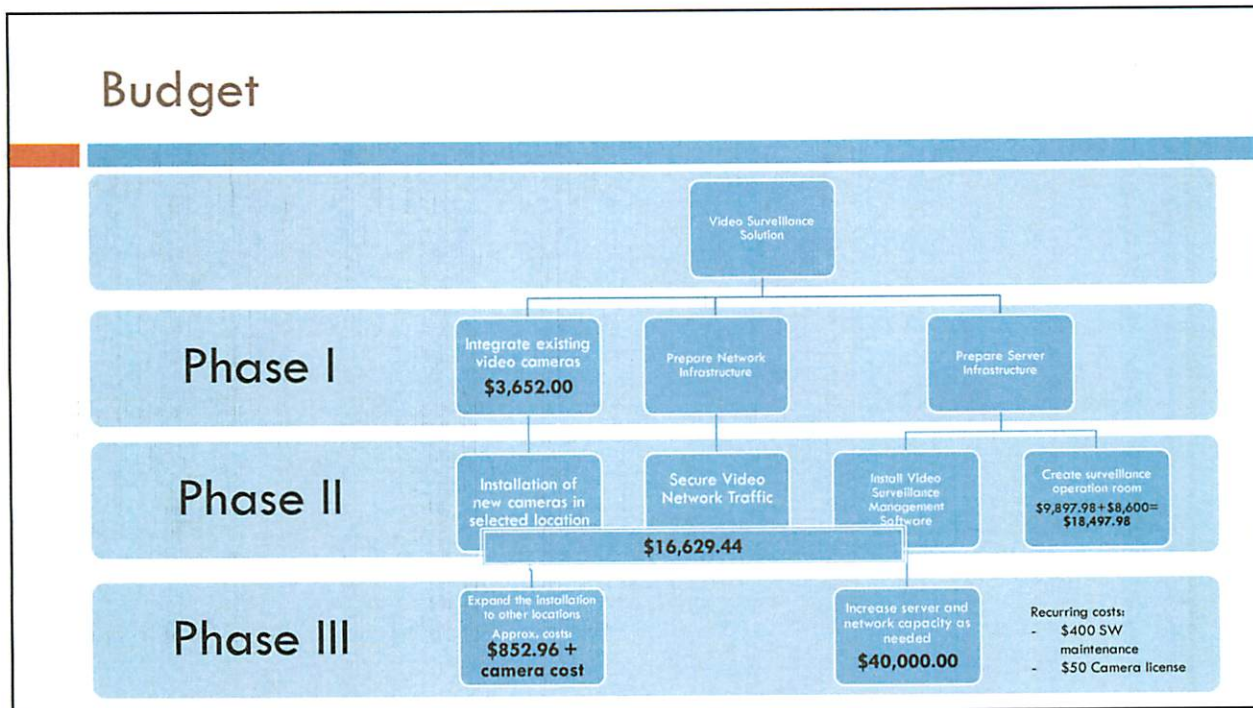 Budget
Video Surveillance
Solution
Phase I
Integrate existing
video cameras
$3,652.00
Prepare Network
Infrastructure
Prepare Server
Infrastructure
Phase II
Installation of
new cameras in
selected location
Secure Video
Network Traffic
Install Video
Surveillance
Management
Software
Create surveillance
operation room
$9,897.98+$8,600=
$18,497.98
$16,629.44
Phase III
Expand the installation
to other locations
Approx. costs:
$852.96 +
camera cost
Increase server and
network capacity as
needed
$40,000.00
Recurring costs:
- $400 SW
maintenance
- $50 Camera license